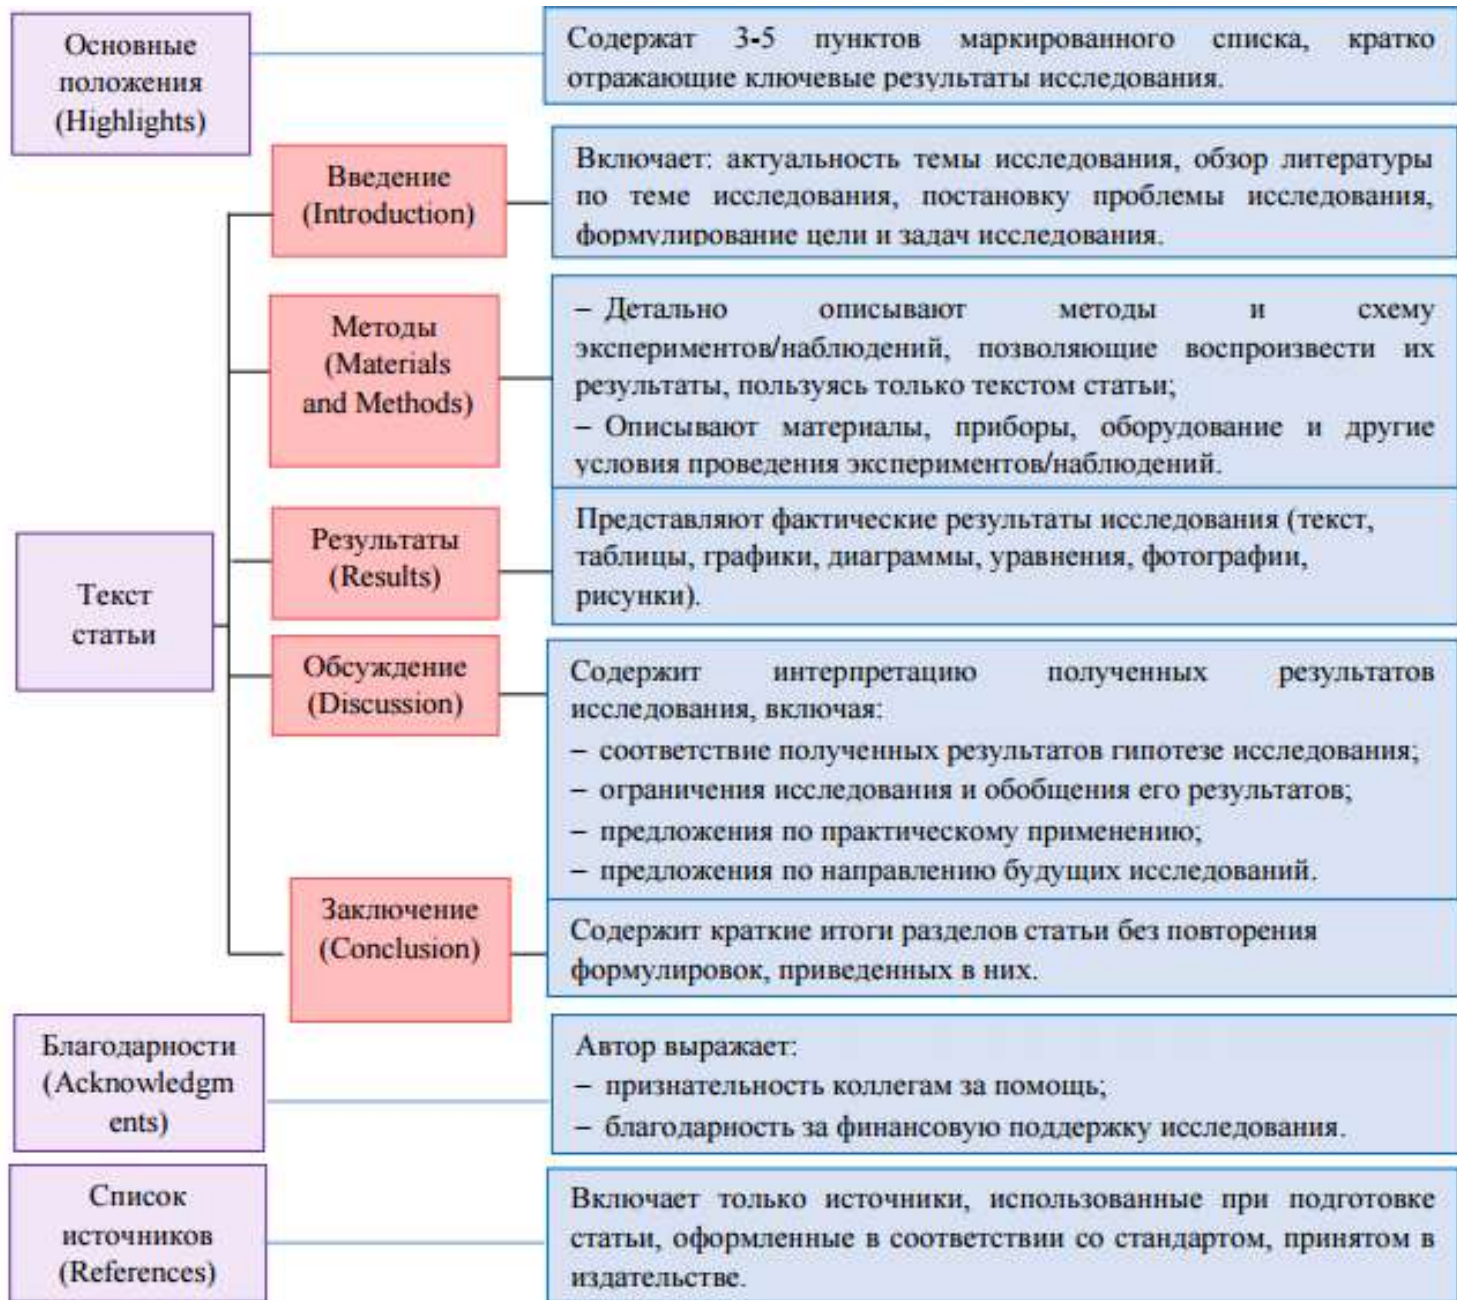 Основные
положения
(Highlights)
Содержат 3-5 пунктов маркированного списка, кратко
отражающие ключевые результаты исследования.
Текст
статьи
Введение
(Introduction)
Включает: актуальность темы исследования, обзор литературы
по теме исследования, постановку проблемы исследования,
формулирование цели и задач исследования.
Методы
(Materials
and Methods)
– Детально описывают методы и схему
экспериментов/наблюдений, позволяющие воспроизвести их
результаты, пользуясь только текстом статьи;
– Описывают материалы, приборы, оборудование и другие
условия проведения экспериментов/наблюдений.
Результаты
(Results)
Представляют фактические результаты исследования (текст,
таблицы, графики, диаграммы, уравнения, фотографии,
рисунки).
Обсуждение
(Discussion)
Содержит интерпретацию полученных результатов
исследования, включая:
– соответствие полученных результатов гипотезе исследования;
– ограничения исследования и обобщения его результатов;
– предложения по практическому применению;
– предложения по направлению будущих исследований.
Заключение
(Conclusion)
Содержит краткие итоги разделов статьи без повторения
формулировок, приведенных в них.
Благодарности
(Acknowledgm
ents)
Автор выражает:
– признательность коллегам за помощь;
– благодарность за финансовую поддержку исследования.
Список
источников
(References)
Включает только источники, использованные при подготовке
статьи, оформленные в соответствии со стандартом, принятом в
издательстве.